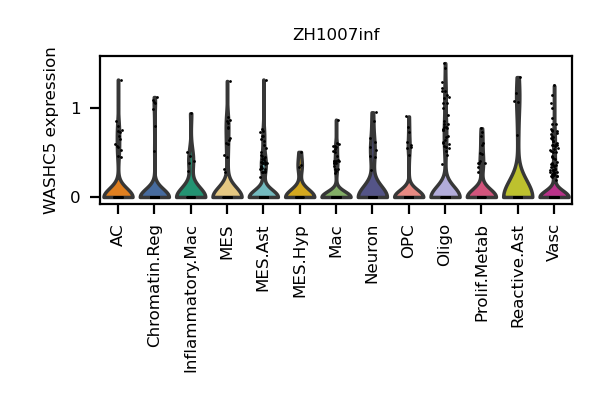 ZH1007inf
WASHC5 expression
1
0
AC
Chromatin.Reg
Inflammatory.Mac
MES
MES.Ast
MES.Hyp
Mac
Neuron
OPC
Oligo
Prolif.Metab
Reactive.Ast
Vasc